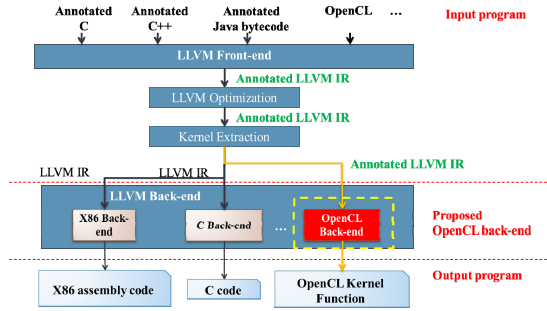 Annotated Annotated Annotated OpenCL ... Input program
C C++ Java bytecode
LLVM Front-end
Annotated LLVM IR
LLVM Optimization
Annotated LLVM IR
Kernel Extraction
Annotated LLVM IR
LLVM IR LLVM IR
LLVM Back-end
X86 Back-
end
C Back-end
...
OpenCL
Back-end
Proposed
OpenCL back-end
Output program
X86 assembly code
C code
OpenCL Kernel
Function